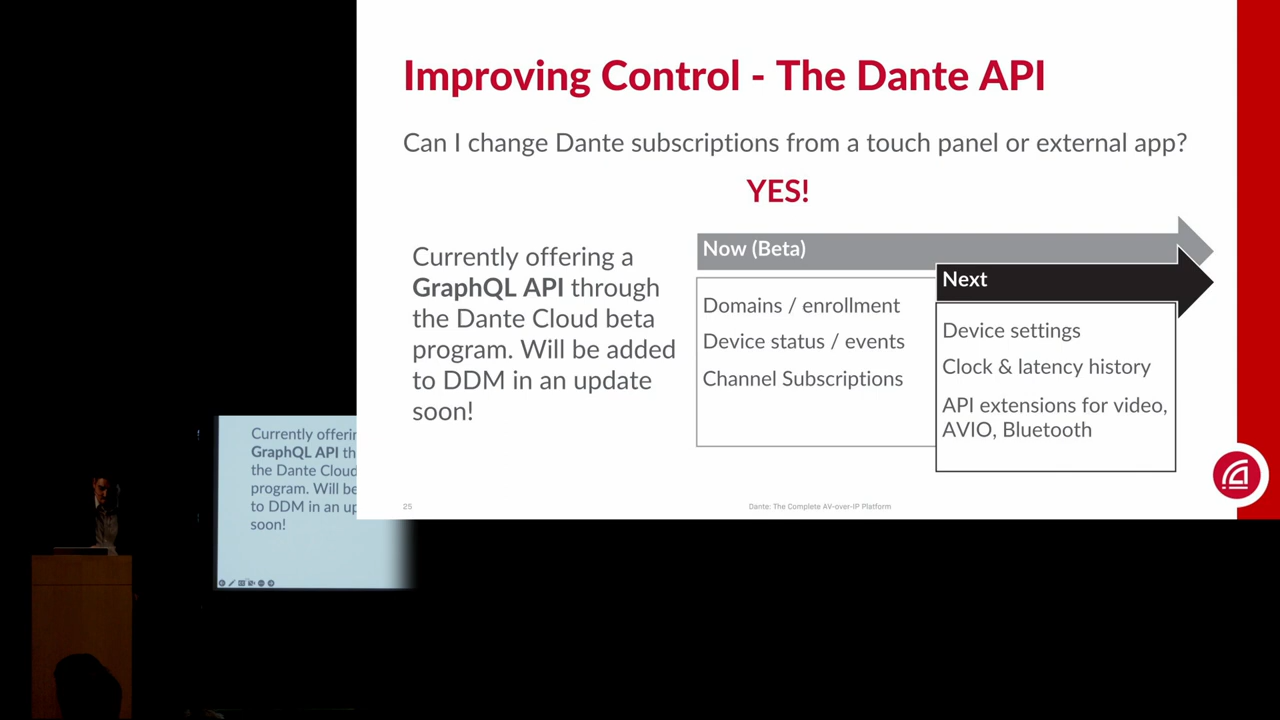 Improving Control - The Dante API
Can I change Dante subscriptions from a touch panel or external app?
YES!
Currently offering a
GraphQL API through
the Dante Cloud beta
program. Will be added
to DDM in an update
soon!
Now (Beta)
Domains / enrollment
Device status / events
Channel Subscriptions
Next
Device settings
Clock & latency history
API extensions for video,
AVIO, Bluetooth
25
Dante: The Complete AV-over-IP Platform
Currently offerin
GraphQL API th
the Dante Cloud
program. Will be
to DDM in an up
soon!